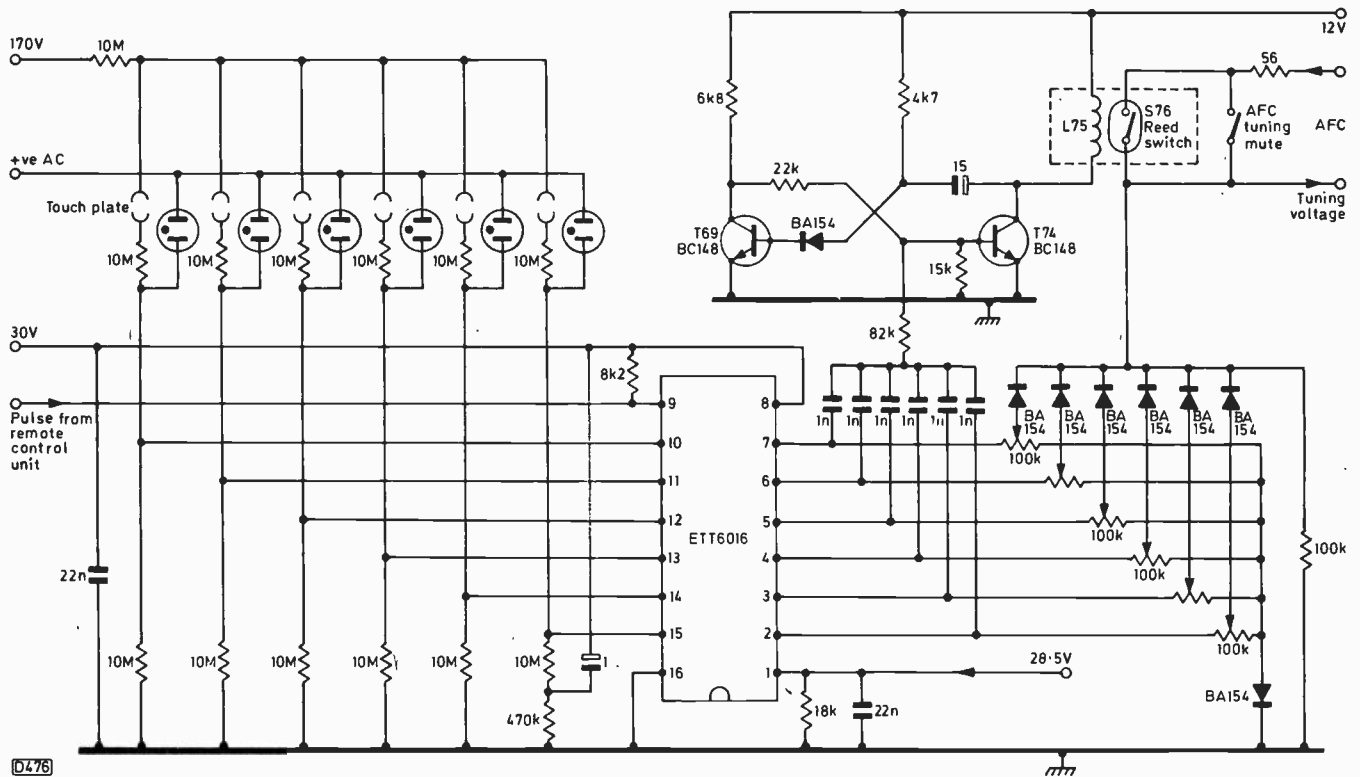 170V
10M
12V
56
6k8
4k7
L75
S76
Reed
switch
AFC
tuning
mute
AFC
+ve AC
22k
15
Touch plate
T69
BC148
BA154
T74
BC148
Tuning
voltage
10M
10M
10M
10M
10M
10M
15k
30V
82k
8k2
Pulse from
remote
control
unit
9
8
1n
1n
1n
1n
1n
1n
BA
154
BA
154
BA
154
BA
154
BA
154
BA
154
10
7
100k
11
6
12
5
100k
ETT6016
13
4
100k
100k
22n
14
3
15
2
100k
10M
10M
10M
10M
10M
10M
1
16
1
28·5V
470k
18k
22n
BA154
D476